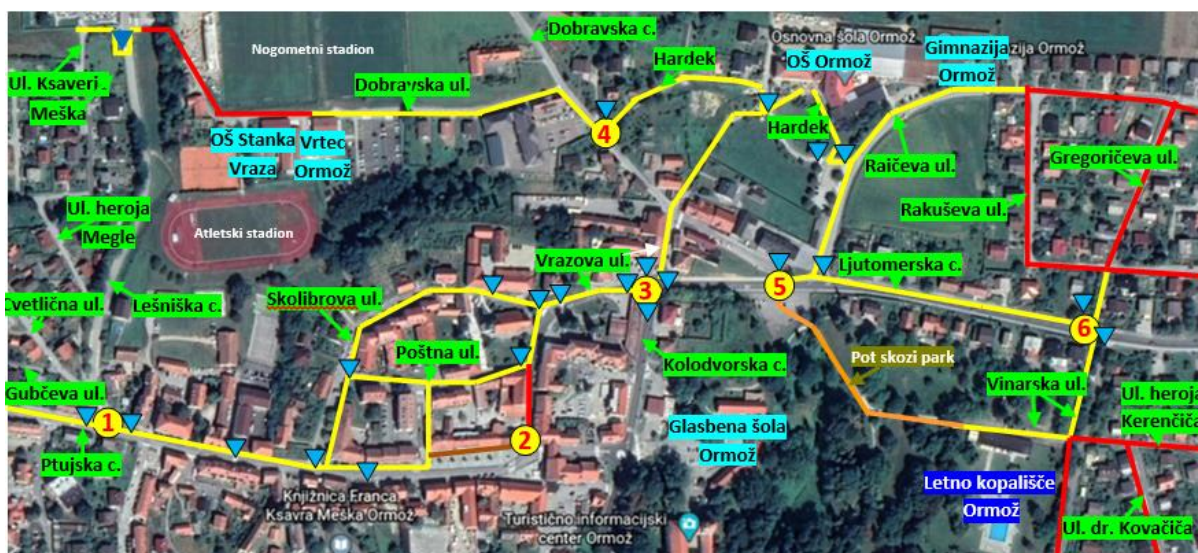 Nogometni stadion
Dobravska c.
Osnovna šola Ormož
OŠ Ormož
Gimnazija
Ormož
zija Ormož
Hardek
Ul. Ksaveri
Meška
Dobravska ul.
4
Hardek
OŠ Stanka
Vraza
Vrtec
Ormož
Raičeva ul.
Gregoričeva ul.
Rakuševa ul.
Ul. heroja
Megle
Atletski stadion
Vrazova ul.
Ljutomerska c.
3
5
6
Lešniška c.
Skolibrova ul.
Cvetlična ul.
Poštna ul.
Kolodvorska c.
Pot skozi park
Vinarska ul.
Gubčeva ul.
Ul. heroja
Kerenčiča
1
2
Glasbena šola
Ormož
Ptujska c.
Letno kopališče
Ormož
Knjižnica Franca
Ksavra Meška Ormož
Turistično informacijski
center Ormož
Ul. dr. Kovačiča